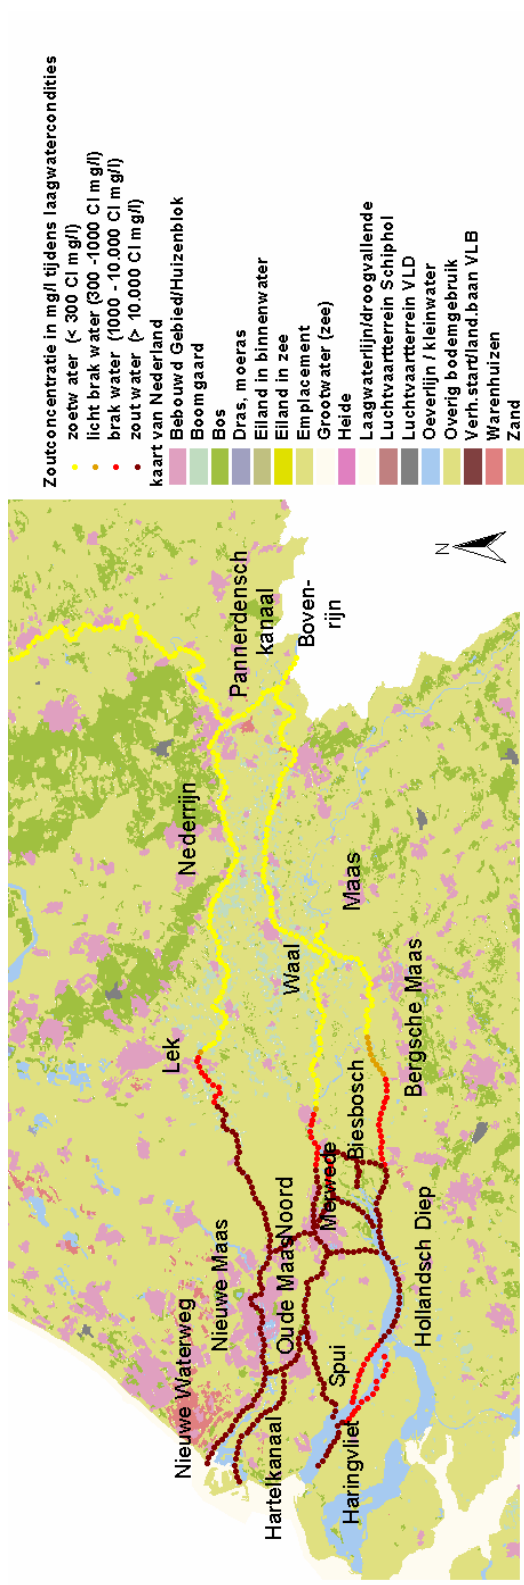 Zoutconcentratie in mg/l tijdens laagwatercondities
zoetw ater (< 300 Cl mg/l)
licht brak water (300 -1000 Cl mg/l)
brak water (1000 - 10.000 Cl mg/l)
zout water (> 10.000 Cl mg/l)
kaart van Nederland
Bebouwd Gebied/Huizenblok
Boomgaard
Bos
Dras, moeras
Eiland in binnenwater
Eiland in zee
Emplacement
Grootwater (zee)
Heide
Laagwaterlijn/droogvallende
Luchtvaartterrein Schiphol
Luchtvaartterrein VLD
Oeverlijn / kleinwater
Overig bodemgebruik
Verh.start/land.baan VLB
Warenhuizen
Zand
Nieuwe Waterweg
Nieuwe Maas
Lek
Nederrijn
Pannerdensch
kanaal
Boven-
rijn
Hartelkanaal
Oude Maas
Noord
Waal
Merwede
Biesbosch
Maas
Spui
Haringvliet
Hollandsch Diep
Bergsche Maas
N